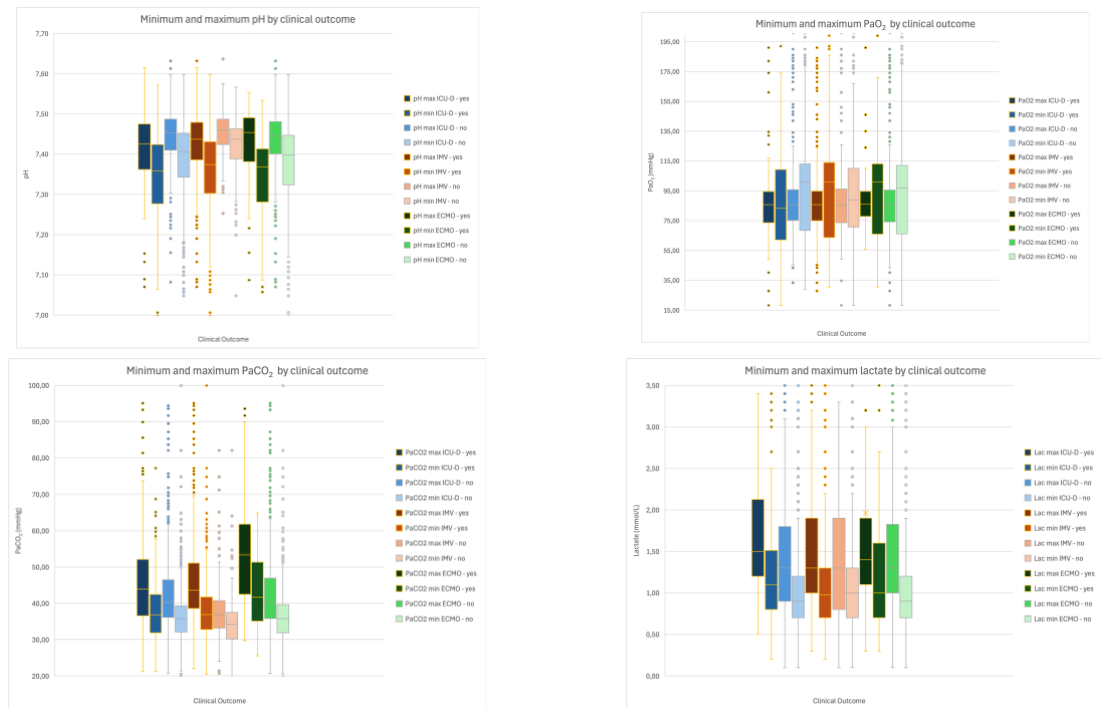 Minimum and maximum pH by clinical outcome
7,70
7,60
7,50
7,40
7,30
7,20
7,10
7,00
pH
Clinical Outcome
pH max ICU-D - yes
pH min ICU-D - yes
pH max ICU-D - no
pH min ICU-D - no
pH max IMV - yes
pH min IMV - yes
pH max IMV - no
pH min IMV - no
pH max ECMO - yes
pH min ECMO - yes
pH max ECMO - no
pH min ECMO - no
Minimum and maximum PaO₂ by clinical outcome
195,00
175,00
155,00
135,00
115,00
95,00
75,00
55,00
35,00
15,00
PaO₂ (mmHg)
Clinical Outcome
PaO2 max ICU-D - yes
PaO2 min ICU-D - yes
PaO2 max ICU-D - no
PaO2 min ICU-D - no
PaO2 max IMV - yes
PaO2 min IMV - yes
PaO2 max IMV - no
PaO2 min IMV - no
PaO2 max ECMO - yes
PaO2 min ECMO - yes
PaO2 max ECMO - no
PaO2 min ECMO - no
Minimum and maximum PaCO₂ by clinical outcome
100,00
90,00
80,00
70,00
60,00
50,00
40,00
30,00
20,00
PaCO₂ (mmHg)
Clinical Outcome
PaCO2 max ICU-D - yes
PaCO2 min ICU-D - yes
PaCO2 max ICU-D - no
PaCO2 min ICU-D - no
PaCO2 max IMV - yes
PaCO2 min IMV - yes
PaCO2 max IMV - no
PaCO2 min IMV - no
PaCO2 max ECMO - yes
PaCO2 min ECMO - yes
PaCO2 max ECMO - no
PaCO2 min ECMO - no
Minimum and maximum lactate by clinical outcome
3,50
3,00
2,50
2,00
1,50
1,00
0,50
0,00
Lactate (mmol/L)
Clinical Outcome
Lac max ICU-D - yes
Lac min ICU-D - yes
Lac max ICU-D - no
Lac min ICU-D - no
Lac max IMV - yes
Lac min IMV - yes
Lac max IMV - no
Lac min IMV - no
Lac max ECMO - yes
Lac min ECMO - yes
Lac max ECMO - no
Lac min ECMO - no